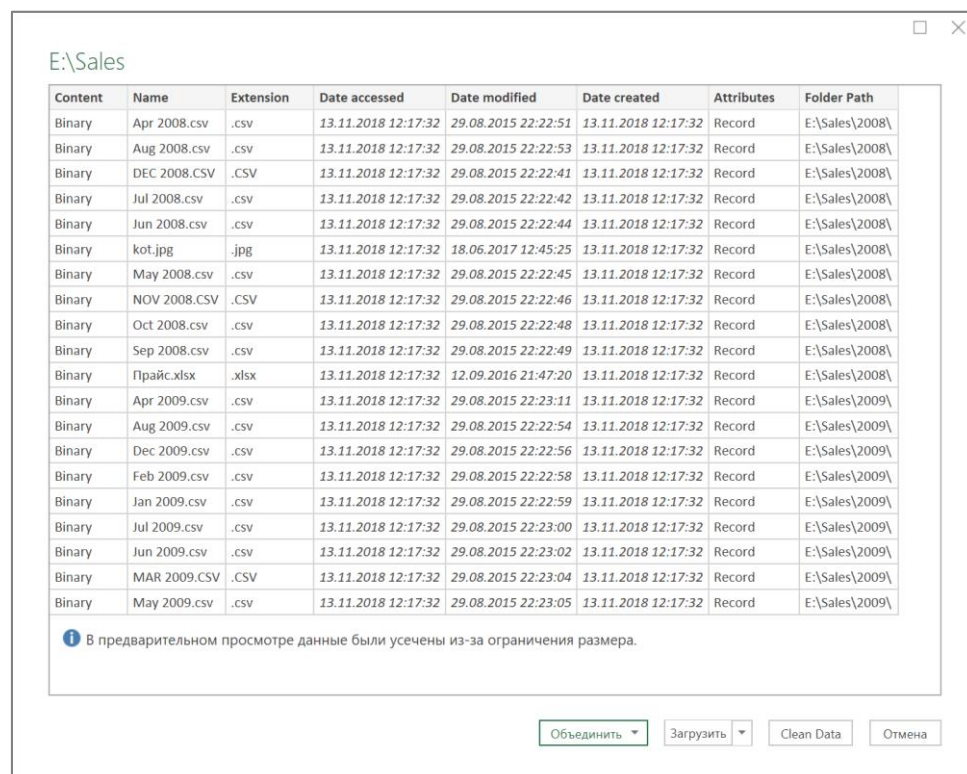 E:\Sales
Content Name Extension Date accessed Date modified Date created Attributes Folder Path
Binary Apr 2008.csv .csv 13.11.2018 12:17:32 29.08.2015 22:22:51 13.11.2018 12:17:32 Record E:\Sales\2008\
Binary Aug 2008.csv .csv 13.11.2018 12:17:32 29.08.2015 22:22:53 13.11.2018 12:17:32 Record E:\Sales\2008\
Binary DEC 2008.CSV .CSV 13.11.2018 12:17:32 29.08.2015 22:22:41 13.11.2018 12:17:32 Record E:\Sales\2008\
Binary Jul 2008.csv .csv 13.11.2018 12:17:32 29.08.2015 22:22:42 13.11.2018 12:17:32 Record E:\Sales\2008\
Binary Jun 2008.csv .csv 13.11.2018 12:17:32 29.08.2015 22:22:44 13.11.2018 12:17:32 Record E:\Sales\2008\
Binary kot.jpg .jpg 13.11.2018 12:17:32 18.06.2017 12:45:25 13.11.2018 12:17:32 Record E:\Sales\2008\
Binary May 2008.csv .csv 13.11.2018 12:17:32 29.08.2015 22:22:45 13.11.2018 12:17:32 Record E:\Sales\2008\
Binary NOV 2008.CSV .CSV 13.11.2018 12:17:32 29.08.2015 22:22:46 13.11.2018 12:17:32 Record E:\Sales\2008\
Binary Oct 2008.csv .csv 13.11.2018 12:17:32 29.08.2015 22:22:48 13.11.2018 12:17:32 Record E:\Sales\2008\
Binary Sep 2008.csv .csv 13.11.2018 12:17:32 29.08.2015 22:22:49 13.11.2018 12:17:32 Record E:\Sales\2008\
Binary Прайс.xlsx .xlsx 13.11.2018 12:17:32 12.09.2016 21:47:20 13.11.2018 12:17:32 Record E:\Sales\2008\
Binary Apr 2009.csv .csv 13.11.2018 12:17:32 29.08.2015 22:23:11 13.11.2018 12:17:32 Record E:\Sales\2009\
Binary Aug 2009.csv .csv 13.11.2018 12:17:32 29.08.2015 22:22:54 13.11.2018 12:17:32 Record E:\Sales\2009\
Binary Dec 2009.csv .csv 13.11.2018 12:17:32 29.08.2015 22:22:56 13.11.2018 12:17:32 Record E:\Sales\2009\
Binary Feb 2009.csv .csv 13.11.2018 12:17:32 29.08.2015 22:22:58 13.11.2018 12:17:32 Record E:\Sales\2009\
Binary Jan 2009.csv .csv 13.11.2018 12:17:32 29.08.2015 22:22:59 13.11.2018 12:17:32 Record E:\Sales\2009\
Binary Jul 2009.csv .csv 13.11.2018 12:17:32 29.08.2015 22:23:00 13.11.2018 12:17:32 Record E:\Sales\2009\
Binary Jun 2009.csv .csv 13.11.2018 12:17:32 29.08.2015 22:23:02 13.11.2018 12:17:32 Record E:\Sales\2009\
Binary MAR 2009.CSV .CSV 13.11.2018 12:17:32 29.08.2015 22:23:04 13.11.2018 12:17:32 Record E:\Sales\2009\
Binary May 2009.csv .csv 13.11.2018 12:17:32 29.08.2015 22:23:05 13.11.2018 12:17:32 Record E:\Sales\2009\
В предварительном просмотре данные были усечены из-за ограничения размера.
Объединить Загрузить Clean Data Отмена